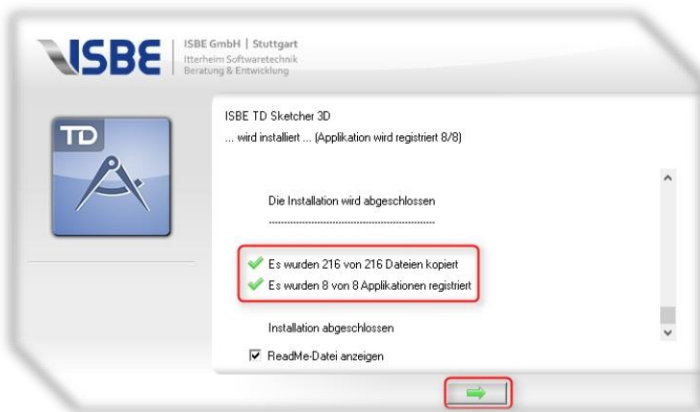 ISBE
ISBE GmbH | Stuttgart
Itterheim Softwaretechnik
Beratung & Entwicklung
TD
ISBE TD Sketcher 3D
... wird installiert ... (Applikation wird registriert 8/8)
Die Installation wird abgeschlossen
-------------------------------------------------------
Es wurden 216 von 216 Dateien kopiert
Es wurden 8 von 8 Applikationen registriert
Installation abgeschlossen
ReadMe-Datei anzeigen